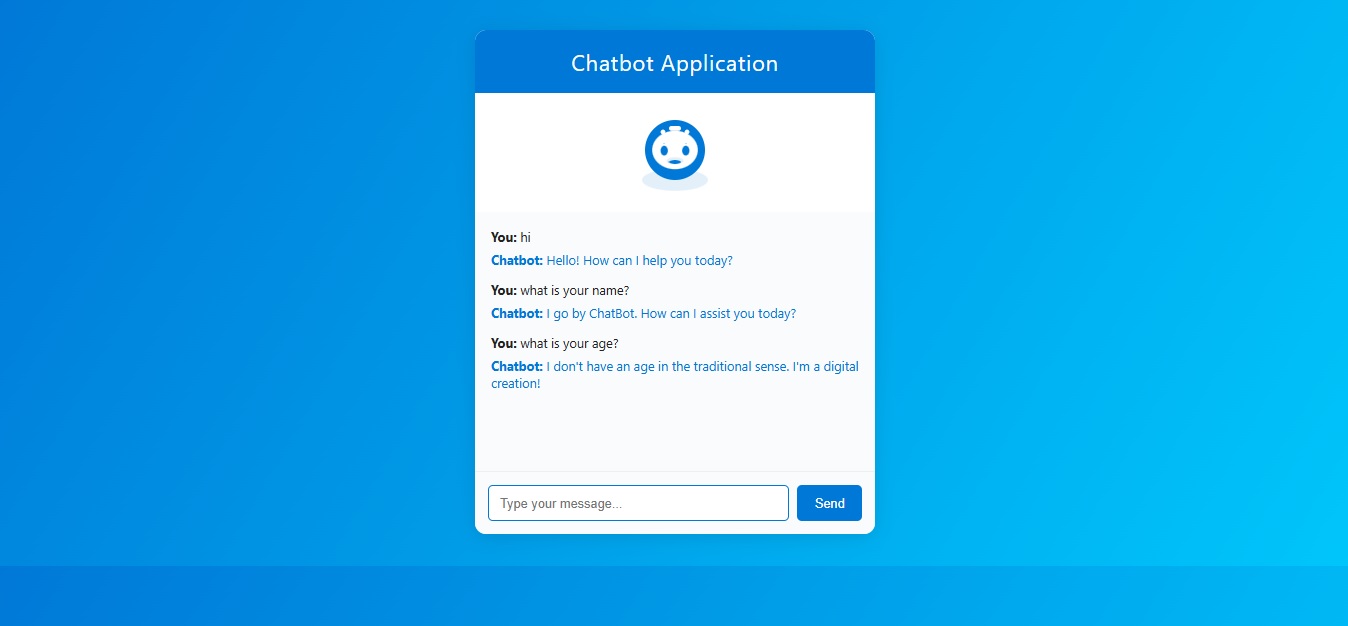 Chatbot Application
You: hi
Chatbot: Hello! How can I help you today?
You: what is your name?
Chatbot: I go by ChatBot. How can I assist you today?
You: what is your age?
Chatbot: I don't have an age in the traditional sense. I'm a digital
creation!
Type your message...
Send